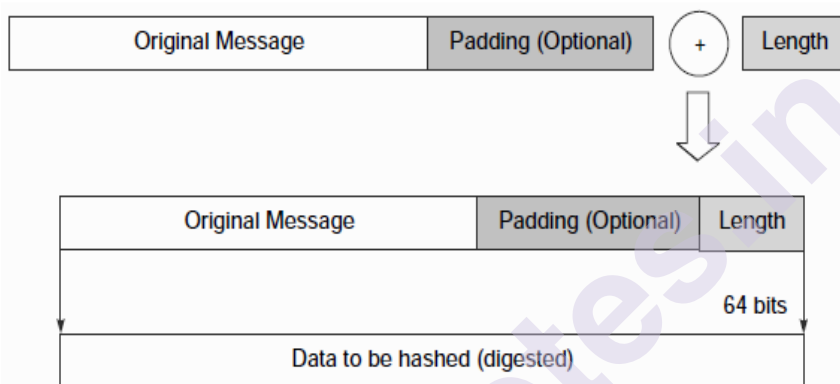 Original Message Padding (Optional) + Length
Original Message Padding (Optional) Length
64 bits
Data to be hashed (digested)